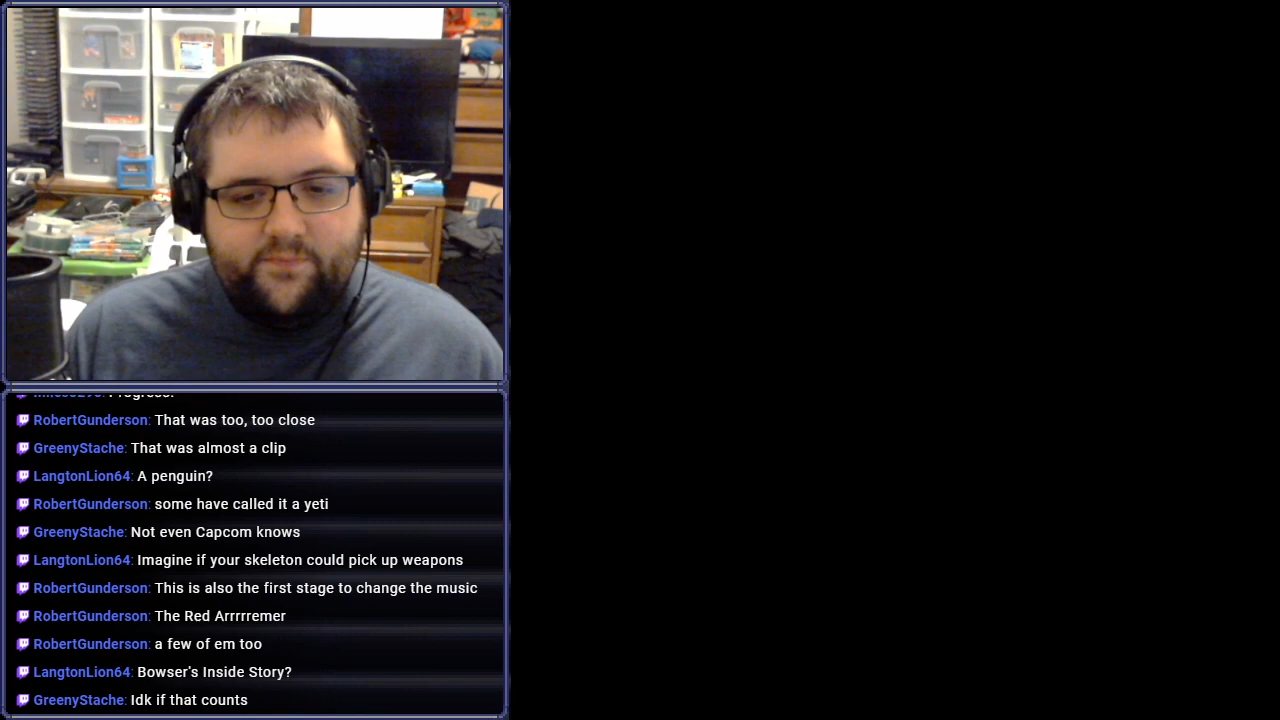 RobertGunderson: That was too, too close
GreenyStache: That was almost a clip
LangtonLion64: A penguin?
RobertGunderson: some have called it a yeti
GreenyStache: Not even Capcom knows
LangtonLion64: Imagine if your skeleton could pick up weapons
RobertGunderson: This is also the first stage to change the music
RobertGunderson: The Red Arrrrremer
RobertGunderson: a few of em too
LangtonLion64: Bowser's Inside Story?
GreenyStache: Idk if that counts